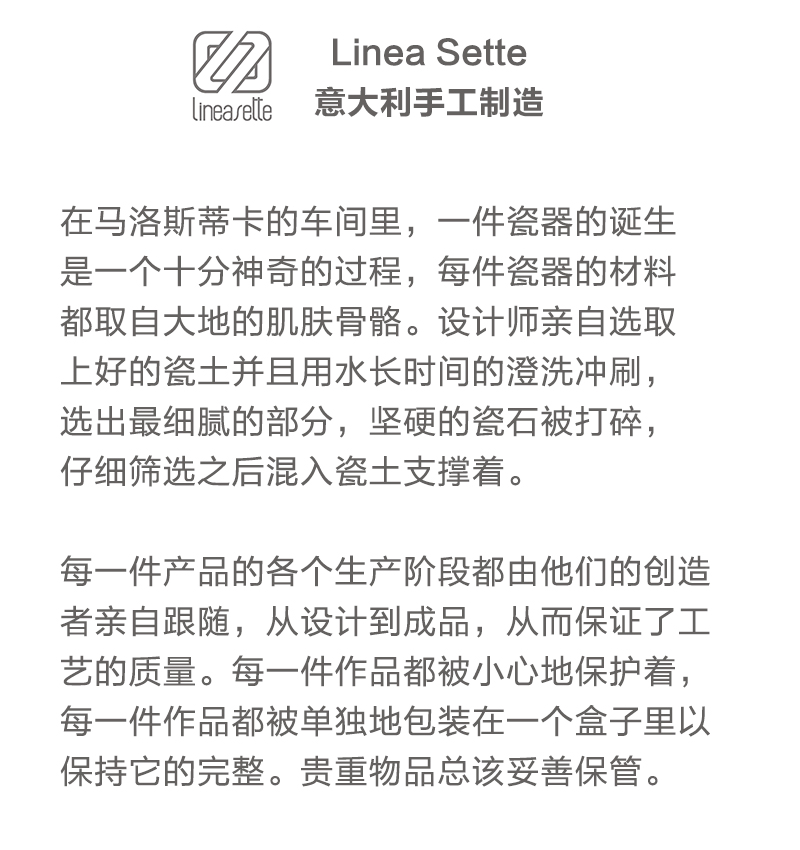 Linea Sette
lineasette
意大利手工制造
在马洛斯蒂卡的车间里，一件瓷器的诞生
是一个十分神奇的过程，每件瓷器的材料
都取自大地的肌肤骨骼。设计师亲自选取
上好的瓷土并且用水长时间的澄洗冲刷，
选出最细腻的部分，坚硬的瓷石被打碎，
仔细筛选之后混入瓷土支撑着。
每一件产品的各个生产阶段都由他们的创造
者亲自跟随，从设计到成品，从而保证了工
艺的质量。每一件作品都被小心地保护着，
每一件作品都被单独地包装在一个盒子里以
保持它的完整。贵重物品总该妥善保管。